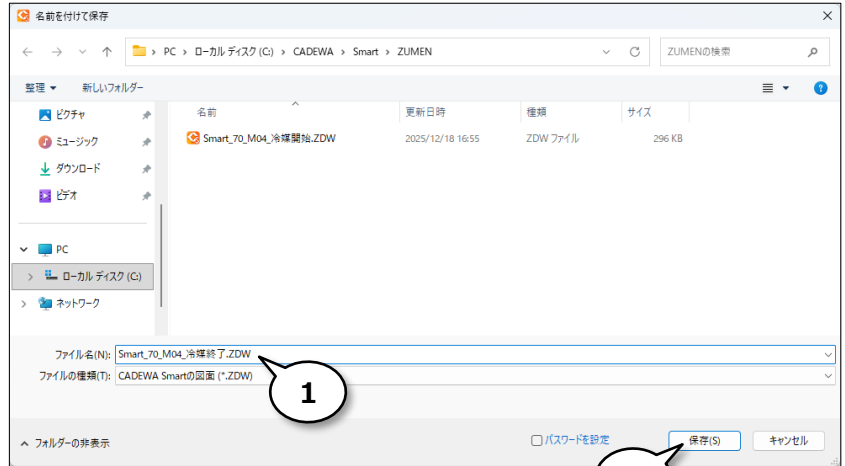 名前を付けて保存
PC › ローカル ディスク (C:) › CADEWA › Smart › ZUMEN
ZUMENの検索
整理
新しいフォルダー
名前
更新日時
種類
サイズ
ピクチャ
Smart_70_M04_冷媒開始.ZDW
2025/12/18 16:55
ZDW ファイル
296 KB
ミュージック
ダウンロード
ビデオ
PC
ローカル ディスク (C:)
ネットワーク
ファイル名(N): Smart_70_M04_冷媒終了.ZDW
ファイルの種類(T): CADEWA Smartの図面 (*.ZDW)
1
フォルダーの非表示
パスワードを設定
保存(S)
キャンセル